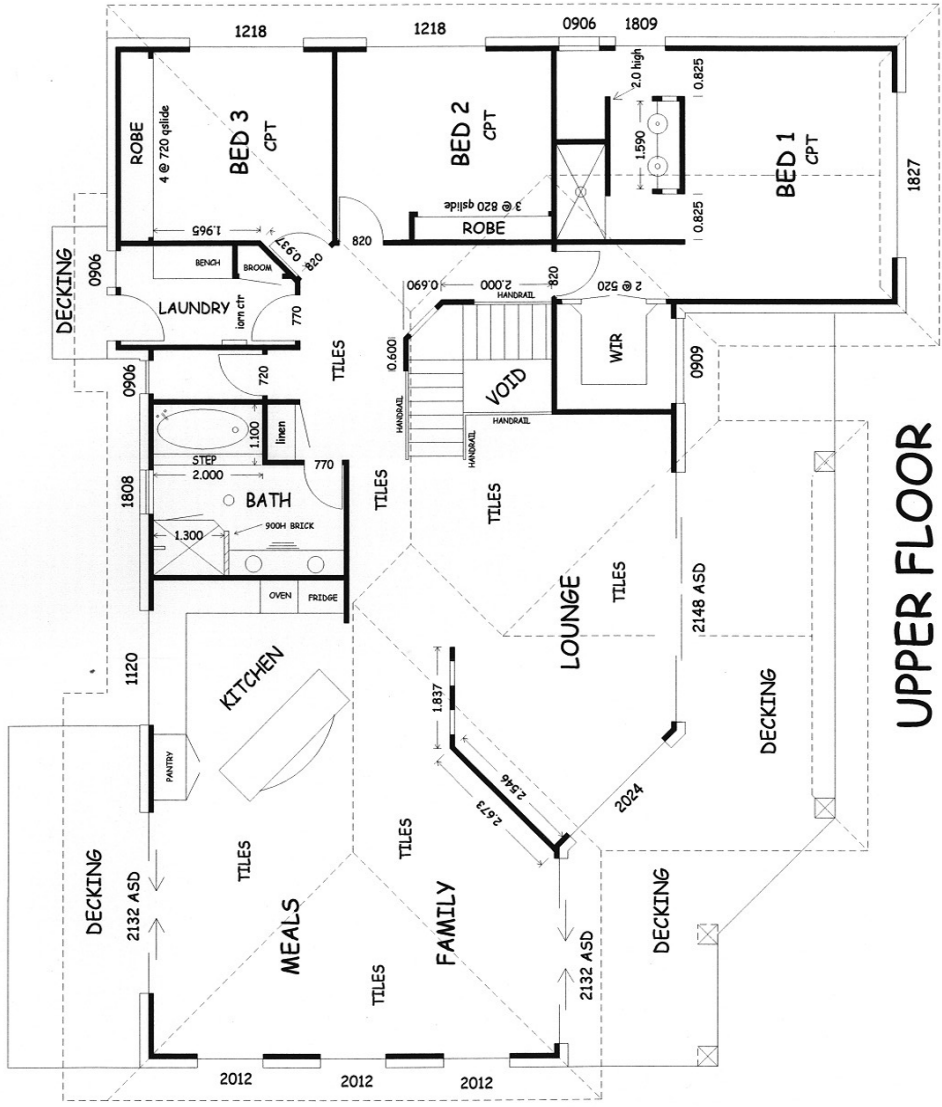 1218
1218
0906
1809
2.0 high
0.825
ROBE
4 @ 720 qslide
BED 3
CPT
BED 2
CPT
1.590
BED 1
CPT
1827
3 @ 820 qslide
ROBE
0.825
1.965
0.937
820
820
DECKING
0906
BENCH
BROOM
LAUNDRY
iorn ctr
770
0.690
2.000
HANDRAIL
820
2 @ 520
WIR
0909
0906
720
TILES
0.600
HANDRAIL
VOID
HANDRAIL
HANDRAIL
1.100
linen
STEP
2.000
770
1808
BATH
900H BRICK
1.300
TILES
TILES
OVEN
FRIDGE
LOUNGE
TILES
2148 ASD
UPPER FLOOR
1120
KITCHEN
1.837
DECKING
PANTRY
2.546
2.673
2024
TILES
TILES
DECKING
2132 ASD
MEALS
FAMILY
DECKING
2132 ASD
TILES
2012
2012
2012